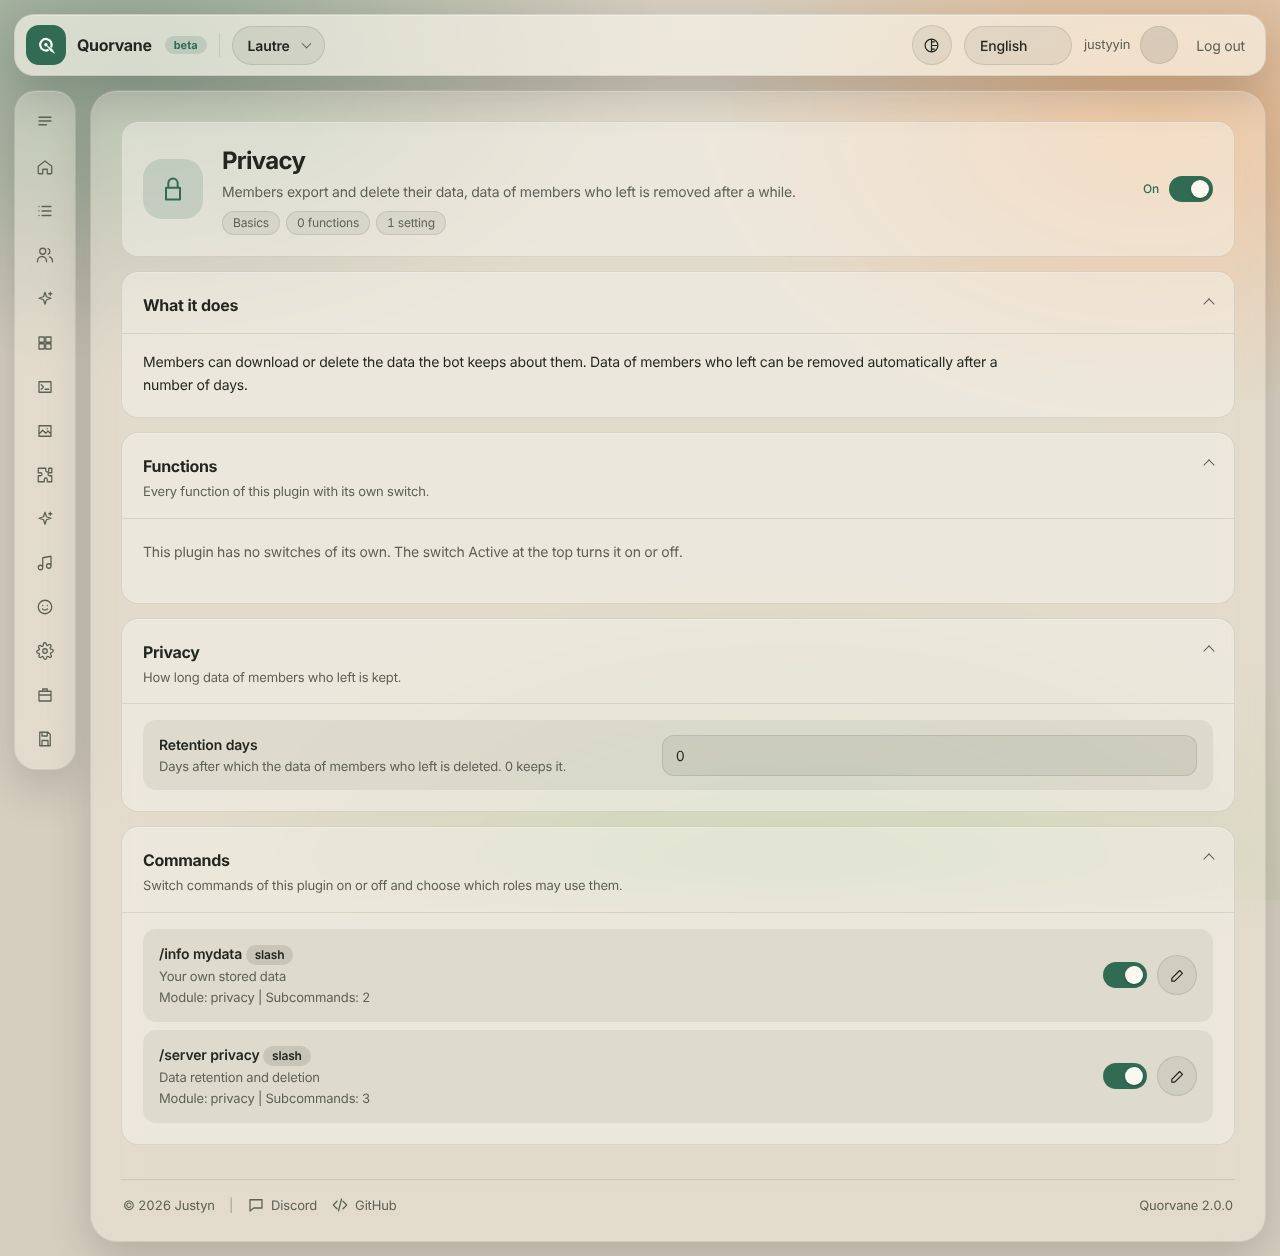 Quorvane beta Lautre English justyyin Log out
Privacy
Members export and delete their data, data of members who left is removed after a while.
On
Basics 0 functions 1 setting
What it does
Members can download or delete the data the bot keeps about them. Data of members who left can be removed automatically after a
number of days.
Functions
Every function of this plugin with its own switch.
This plugin has no switches of its own. The switch Active at the top turns it on or off.
Privacy
How long data of members who left is kept.
Retention days
Days after which the data of members who left is deleted. 0 keeps it.
0
Commands
Switch commands of this plugin on or off and choose which roles may use them.
/info mydata slash
Your own stored data
Module: privacy | Subcommands: 2
/server privacy slash
Data retention and deletion
Module: privacy | Subcommands: 3
© 2026 Justyn | Discord GitHub Quorvane 2.0.0